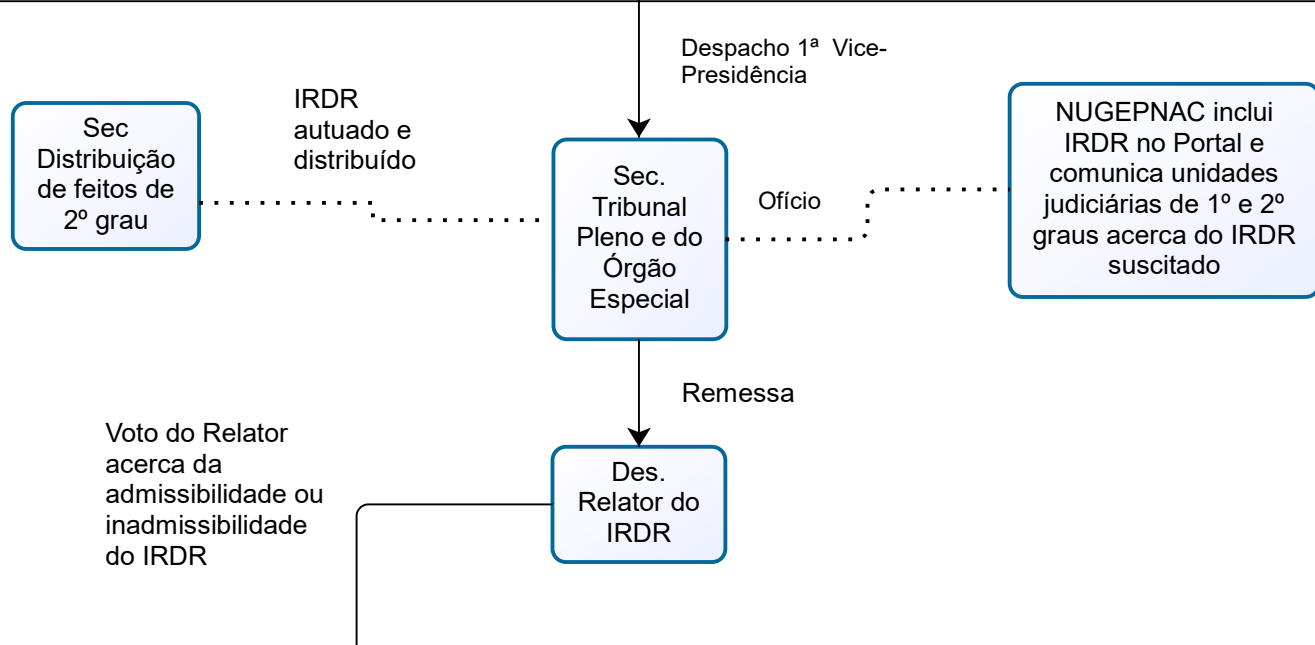 Despacho 1ª Vice-
Presidência
Sec
Distribuição
de feitos de
2º grau
IRDR
autuado e
distribuído
Sec.
Tribunal
Pleno e do
Órgão
Especial
Ofício
NUGEPNAC inclui
IRDR no Portal e
comunica unidades
judiciárias de 1º e 2º
graus acerca do IRDR
suscitado
Remessa
Voto do Relator
acerca da
admissibilidade ou
inadmissibilidade
do IRDR
Des.
Relator do
IRDR